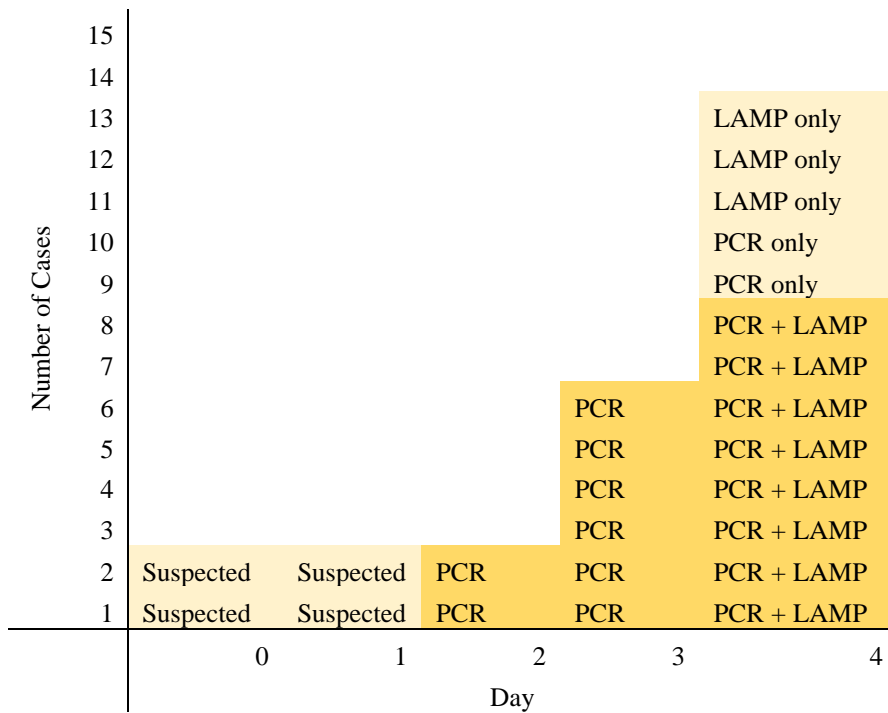 15
14
13 LAMP only
12 LAMP only
11 LAMP only
10 PCR only
9 PCR only
8 PCR + LAMP
7 PCR + LAMP
6 PCR PCR + LAMP
5 PCR PCR + LAMP
4 PCR PCR + LAMP
3 PCR PCR + LAMP
2 Suspected Suspected PCR PCR PCR + LAMP
1 Suspected Suspected PCR PCR PCR + LAMP
0 1 2 3 4
Day
Number of Cases